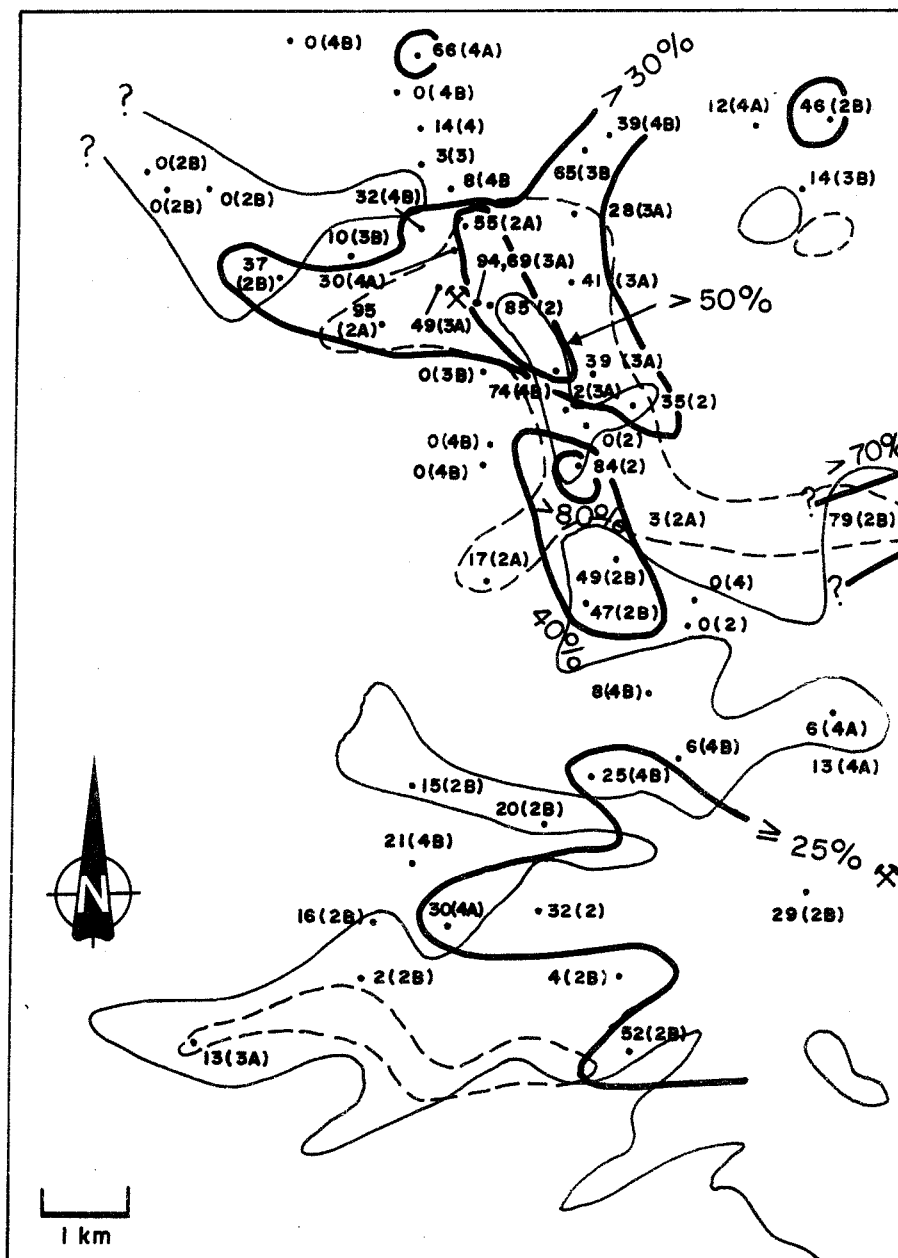 0(4B)
66(4A)
> 30%
0(4B)
12(4A)
46(2B)
14(4)
39(4B)
?
3(3)
65(3B
?
0(2B)
8(4B
14(3B)
0(2B)
0(2B)
32(4B)
28(3A)
55(2A)
10(3B)
94,69(3A)
37
(2B)
30(4A)
41 (3A)
> 50%
95
(2A)
49(3A)
85(2)
0(3B)
39 (3A)
74(4B)
2(3A)
35(2)
0(4B)
0(2)
0(4B)
84(2)
> 70%
?
> 80%
3(2A)
79(2B)
17(2A)
49(2B)
0(4)
?
47(2B)
0(2)
40%
8(4B)
6(4A)
6(4B)
13(4A)
25(4B)
15(2B)
20(2B)
21(4B)
≥ 25%
N
16(2B)
30(4A)
32(2)
29(2B)
2(2B)
4(2B)
13(3A)
52(2B)
1 km